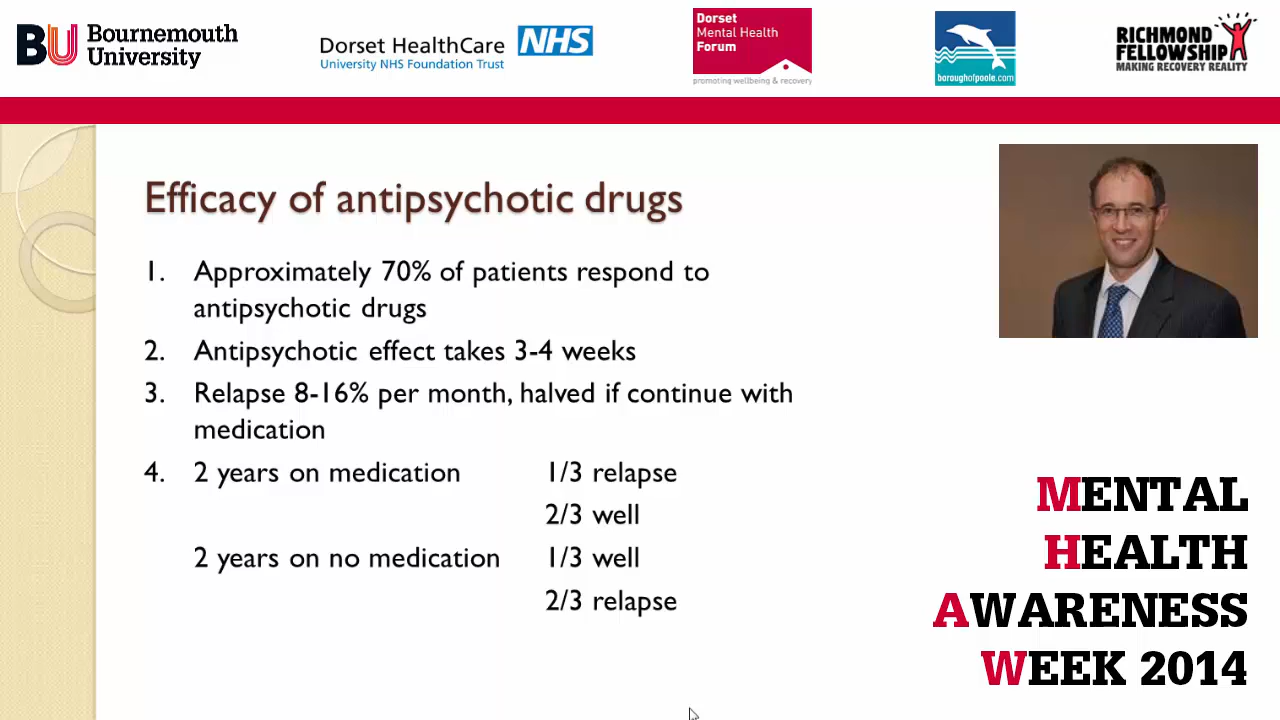 BU Bournemouth
University
Dorset HealthCare NHS
University NHS Foundation Trust
Dorset
Mental Health
Forum
promoting wellbeing & recovery
boroughofpoole.com
RICHMOND
FELLOWSHIP
MAKING RECOVERY REALITY
Efficacy of antipsychotic drugs
1. Approximately 70% of patients respond to
antipsychotic drugs
2. Antipsychotic effect takes 3-4 weeks
3. Relapse 8-16% per month, halved if continue with
medication
4. 2 years on medication 1/3 relapse
2/3 well
2 years on no medication 1/3 well
2/3 relapse
MENTAL
HEALTH
AWARENESS
WEEK 2014